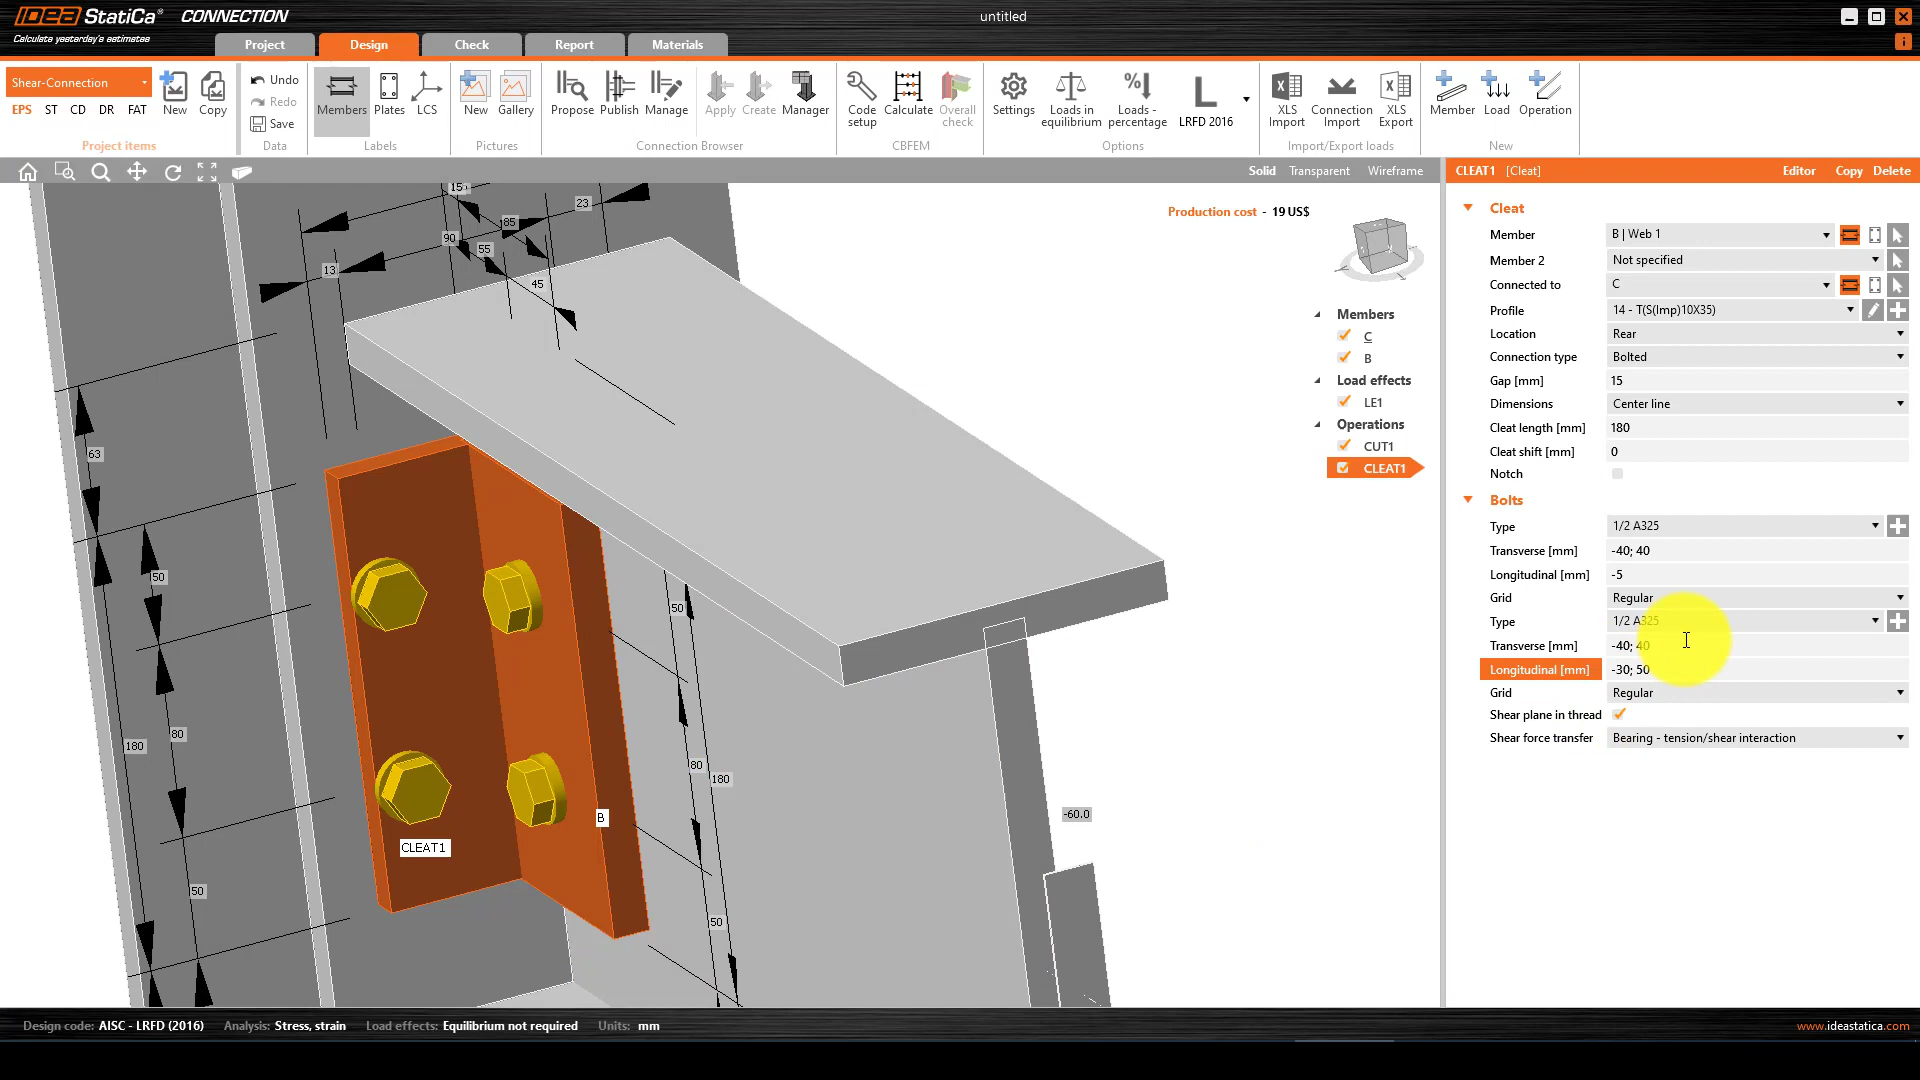 IDEA StatiCa® CONNECTION
Calculate yesterday's estimates
untitled
Project Design Check Report Materials
Shear-Connection
EPS ST CD DR FAT
New Copy
Project items
Undo
Redo
Save
Data
Members Plates LCS
Labels
New Gallery
Pictures
Propose Publish Manage Apply Create Manager
Connection Browser
Code setup Calculate Overall check
CBFEM
Settings Loads in equilibrium Loads - percentage LRFD 2016
Options
XLS Import Connection Import XLS Export
Import/Export loads
Member Load Operation
New
Solid Transparent Wireframe
Production cost - 19 US$
15
85
23
90
55
13
45
63
50
180
80
50
50
80
180
50
-60.0
B
CLEAT1
Members
C
B
Load effects
LE1
Operations
CUT1
CLEAT1
CLEAT1 [Cleat] Editor Copy Delete
Cleat
Member B | Web 1
Member 2 Not specified
Connected to C
Profile 14 - T(S(Imp)10X35)
Location Rear
Connection type Bolted
Gap [mm] 15
Dimensions Center line
Cleat length [mm] 180
Cleat shift [mm] 0
Notch
Bolts
Type 1/2 A325
Transverse [mm] -40; 40
Longitudinal [mm] -5
Grid Regular
Type 1/2 A325
Transverse [mm] -40; 40
Longitudinal [mm] -30; 50
Grid Regular
Shear plane in thread
Shear force transfer Bearing - tension/shear interaction
Design code: AISC - LRFD (2016) Analysis: Stress, strain Load effects: Equilibrium not required Units: mm
www.ideastatica.com